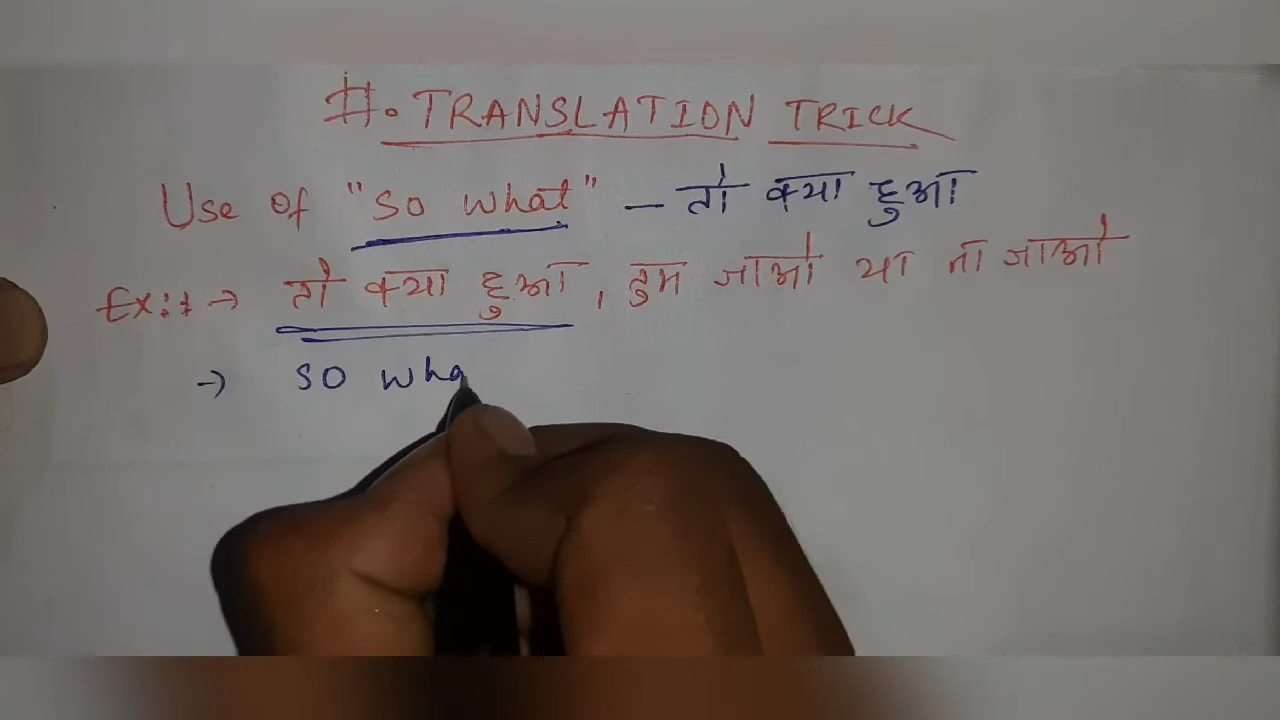 #. TRANSLATION TRICK
Use of "so what" – तो क्या हुआ
Ex:→ तो क्या हुआ, तुम जाओ या ना जाओ
→ so wha